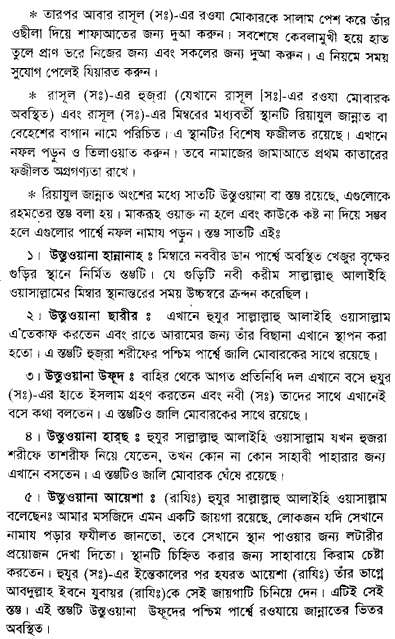 * তারপর আবার রাসূল (সঃ)-এর রওযা মোকারকে সালাম পেশ করে তাঁর
ওছীলা দিয়ে শাফাআতের জন্য দুআ করুন। সবশেষে কেবলামুখী হয়ে হাত
তুলে প্রাণ ভরে নিজের জন্য এবং সকলের জন্য দুআ করুন। এ নিয়মে সময়
সুযোগ পেলেই যিয়ারত করুন।
* রাসূল (সঃ)-এর হুজ্‌রা (যেখানে রাসূল [সঃ]-এর রওযা মোবারক
অবস্থিত) এবং রাসূল (সঃ)-এর মিম্বরের মধ্যবর্তী স্থানটি রিয়াযুল জান্নাত বা
বেহেশের বাগান নামে পরিচিত। এ স্থানটির বিশেষ ফজীলত রয়েছে। এখানে
নফল পড়ুন ও তিলাওয়াত করুন। তবে নামাজের জামাআতে প্রথম কাতারের
ফজীলত অগ্রগণ্যতা রাখে।
* রিয়াযুল জান্নাত অংশের মধ্যে সাতটি উস্তুওয়ানা বা স্তম্ভ রয়েছে, এগুলোকে
রহমতের স্তম্ভ বলা হয়। মাকরূহ ওয়াক্ত না হলে এবং কাউকে কষ্ট না দিয়ে সম্ভব
হলে এগুলোর পার্শ্বে নফল নামায পড়ুন। স্তম্ভ সাতটি এইঃ
১। উস্তুওয়ানা হান্নানাহ : মিম্বারে নববীর ডান পার্শ্বে অবস্থিত খেজুর বৃক্ষের
গুড়ির স্থানে নির্মিত স্তম্ভটি। যে গুড়িটি নবী করীম সাল্লাল্লাহু আলাইহি
ওয়াসাল্লামের মিম্বার স্থানান্তরের সময় উচ্চস্বরে ক্রন্দন করেছিল।
২। উস্তুওয়ানা ছারীর : এখানে হুযুর সাল্লাল্লাহু আলাইহি ওয়াসাল্লাম
এ'তেকাফ করতেন এবং রাতে আরামের জন্য তাঁর বিছানা এখানে স্থাপন করা
হতো। এ স্তম্ভটি হুজ্‌রা শরীফের পশ্চিম পার্শ্বে জালি মোবারকের সাথে রয়েছে।
৩। উস্তুওয়ানা উফূদ : বাহির থেকে আগত প্রতিনিধি দল এখানে বসে হুযুর
(সঃ)-এর হাতে ইসলাম গ্রহণ করতেন এবং নবী (সঃ) তাদের সাথে এখানেই
বসে কথা বলতেন। এ স্তম্ভটিও জালি মোবারকের সাথে রয়েছে।
৪। উস্তুওয়ানা হার্‌ছ : হুযুর সাল্লাল্লাহু আলাইহি ওয়াসাল্লাম যখন হুজরা
শরীফে তাশরীফ নিয়ে যেতেন, তখন কোন না কোন সাহাবী পাহারার জন্য
এখানে বসতেন। এ স্তম্ভটিও জালি মোবারক ঘেঁষে রয়েছে।
৫। উস্তুওয়ানা আয়েশা : (রাযিঃ) হুযুর সাল্লাল্লাহু আলাইহি ওয়াসাল্লাম
বলেছেনঃ আমার মসজিদে এমন একটি জায়গা রয়েছে, লোকজন যদি সেখানে
নামায পড়ার ফযীলত জানতো, তবে সেখানে স্থান পাওয়ার জন্য লটারীর
প্রয়োজন দেখা দিতো। স্থানটি চিহ্নিত করার জন্য সাহাবায়ে কিরাম চেষ্টা
করতেন। হুযুর (সঃ)-এর ইন্তেকালের পর হযরত আয়েশা (রাযিঃ) তাঁর ভাগ্নে
আবদুল্লাহ ইবনে যুবায়র (রাযিঃ)কে সেই জায়গাটি চিনিয়ে দেন। এটিই সেই
স্তম্ভ। এই স্তম্ভটি উস্তুওয়ানা উফূদের পশ্চিম পার্শ্বে রওযায়ে জান্নাতের ভিতর
অবস্থিত।